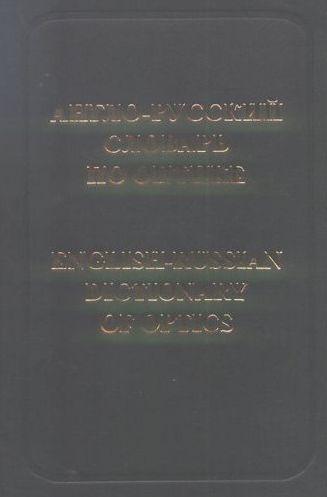 АНГЛО-РУССКИЙ
СЛОВАРЬ
ПО ОПТИКЕ
ENGLISH-RUSSIAN
DICTIONARY
OF OPTICS